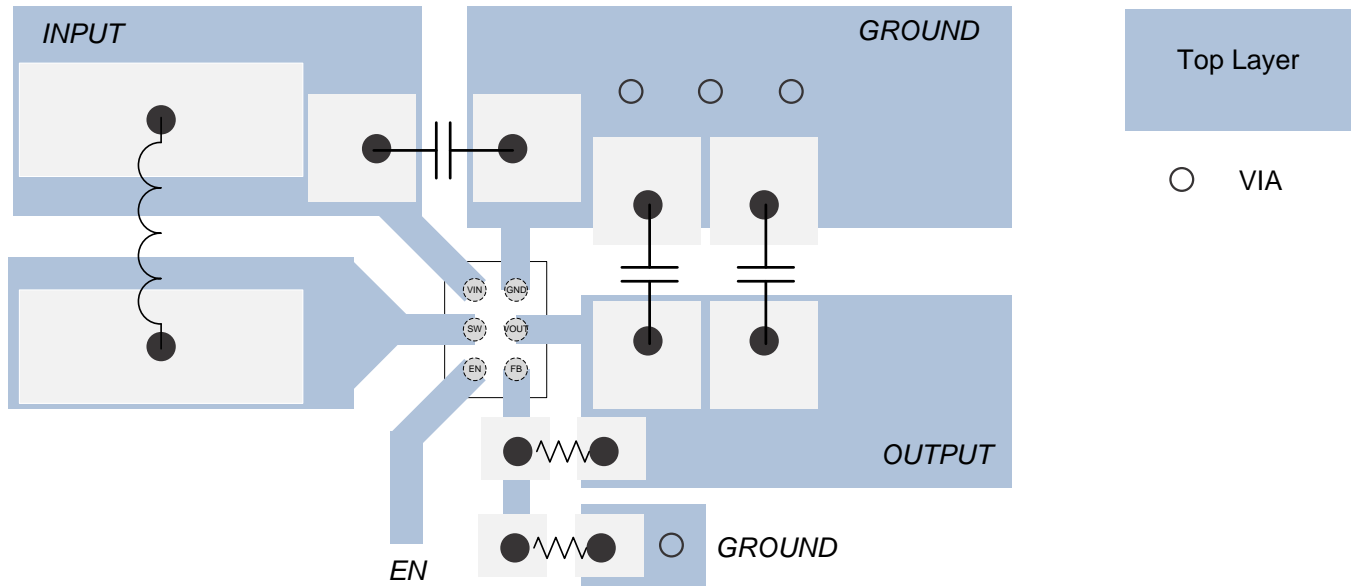 INPUT
GROUND
Top Layer
VIA
VIN
GND
SW
VOUT
EN
FB
OUTPUT
GROUND
EN